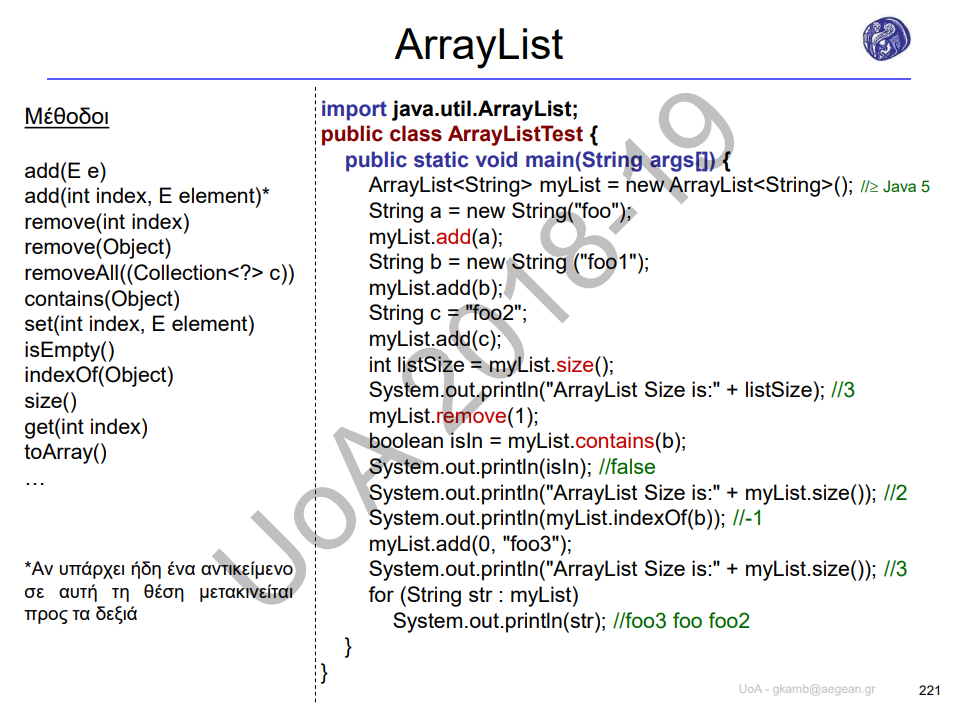 ArrayList
Μέθοδοι
add(E e)
add(int index, E element)*
remove(int index)
remove(Object)
removeAll((Collection<?> c))
contains(Object)
set(int index, E element)
isEmpty()
indexOf(Object)
size()
get(int index)
toArray()
…
*Αν υπάρχει ήδη ένα αντικείμενο
σε αυτή τη θέση μετακινείται
προς τα δεξιά
import java.util.ArrayList;
public class ArrayListTest {
public static void main(String args[]) {
ArrayList<String> myList = new ArrayList<String>(); //≥ Java 5
String a = new String("foo");
myList.add(a);
String b = new String ("foo1");
myList.add(b);
String c = "foo2";
myList.add(c);
int listSize = myList.size();
System.out.println("ArrayList Size is:" + listSize); //3
myList.remove(1);
boolean isIn = myList.contains(b);
System.out.println(isIn); //false
System.out.println("ArrayList Size is:" + myList.size()); //2
System.out.println(myList.indexOf(b)); //-1
myList.add(0, "foo3");
System.out.println("ArrayList Size is:" + myList.size()); //3
for (String str : myList)
System.out.println(str); //foo3 foo foo2
}
}
UoA 2018-19
UoA - gkamb@aegean.gr
221